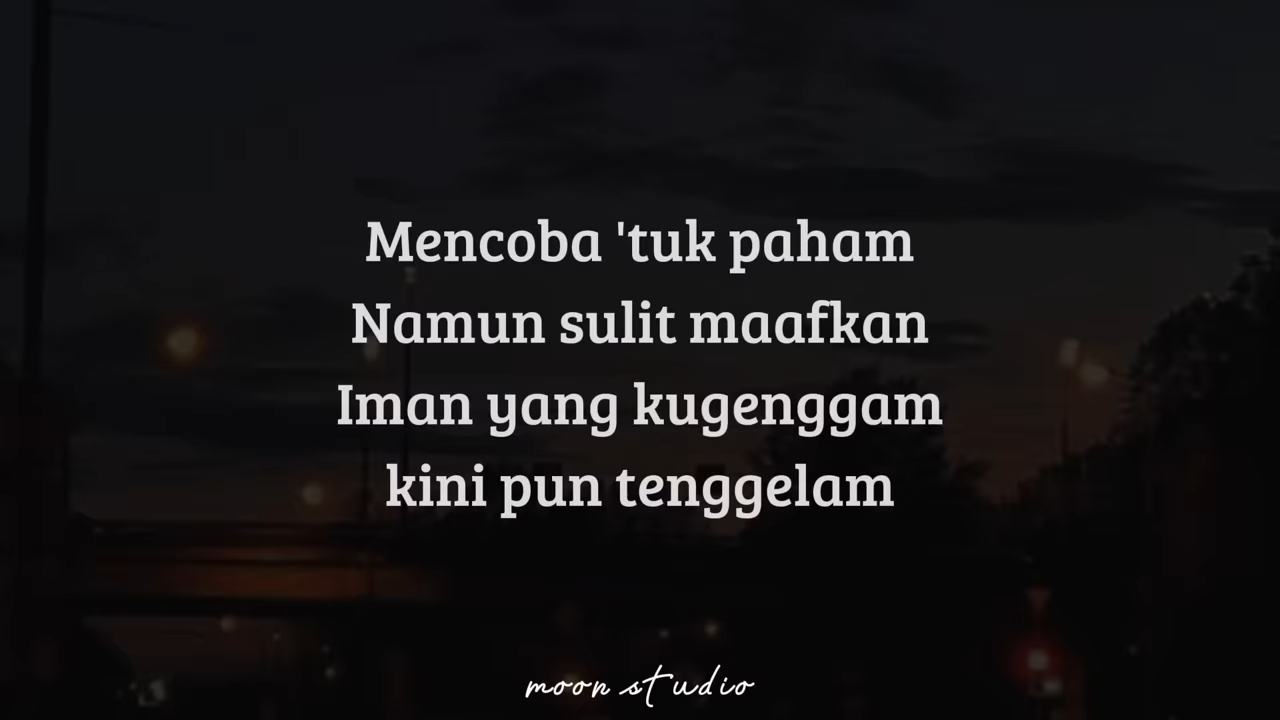 Mencoba 'tuk paham
Namun sulit maafkan
Iman yang kugenggam
kini pun tenggelam
moon studio